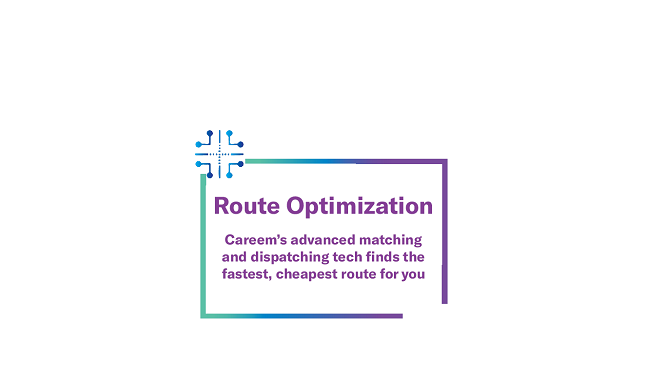 Route Optimization
Careem's advanced matching
and dispatching tech finds the
fastest, cheapest route for you